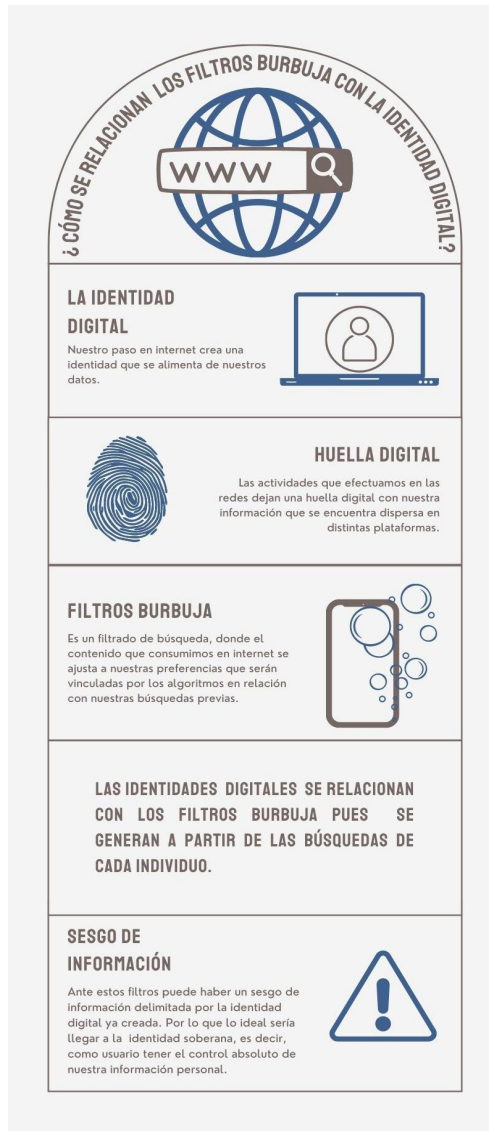 ¿CÓMO SE RELACIONAN LOS FILTROS BURBUJA CON LA IDENTIDAD DIGITAL?
WWW
LA IDENTIDAD
DIGITAL
Nuestro paso en internet crea una
identidad que se alimenta de nuestros
datos.
HUELLA DIGITAL
Las actividades que efectuamos en las
redes dejan una huella digital con nuestra
información que se encuentra dispersa en
distintas plataformas.
FILTROS BURBUJA
Es un filtrado de búsqueda, donde el
contenido que consumimos en internet se
ajusta a nuestras preferencias que serán
vinculadas por los algoritmos en relación
con nuestras búsquedas previas.
LAS IDENTIDADES DIGITALES SE RELACIONAN
CON LOS FILTROS BURBUJA PUES SE
GENERAN A PARTIR DE LAS BÚSQUEDAS DE
CADA INDIVIDUO.
SESGO DE
INFORMACIÓN
Ante estos filtros puede haber un sesgo de
información delimitada por la identidad
digital ya creada. Por lo que lo ideal sería
llegar a la identidad soberana, es decir,
como usuario tener el control absoluto de
nuestra información personal.